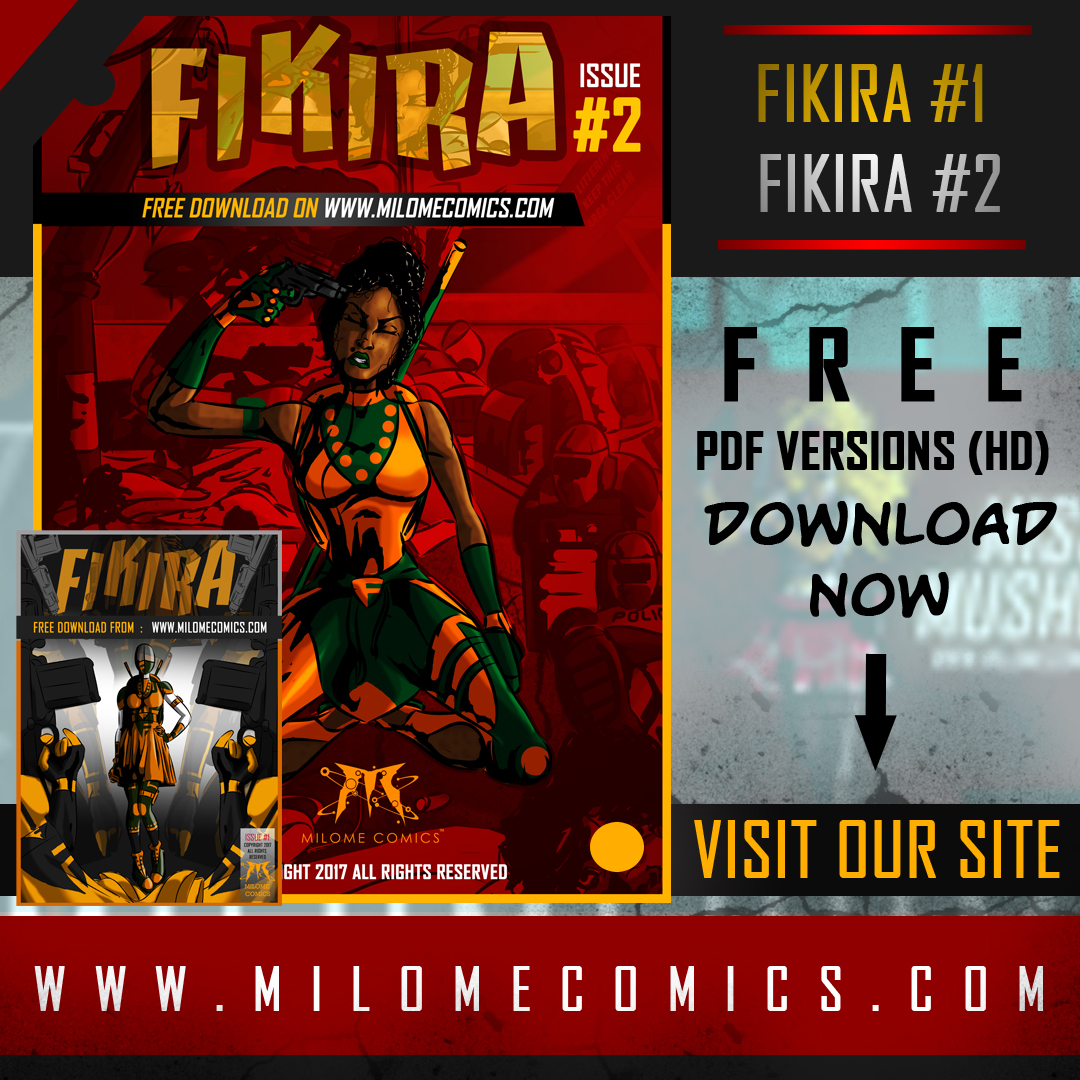 FIKIRA
ISSUE
#2
FREE DOWNLOAD ON WWW.MILOMECOMICS.COM
POLIC
MILOME COMICS™
GHT 2017 ALL RIGHTS RESERVED
FIKIRA
FREE DOWNLOAD FROM : WWW.MILOMECOMICS.COM
ISSUE #1
COPYRIGHT 2017
ALL RIGHTS
RESERVED
MILOME
COMICS
FIKIRA #1
FIKIRA #2
FREE
PDF VERSIONS (HD)
DOWNLOAD
NOW
VISIT OUR SITE
WWW.MILOMECOMICS.COM